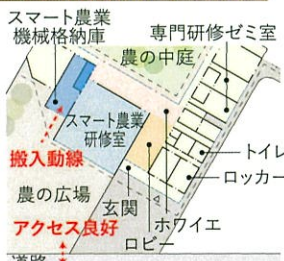 スマート農業
機械格納庫
専門研修ゼミ室
農の中庭
スマート農業
研修室
搬入動線
トイレ
ロッカー
農の広場
玄関
ホワイエ
アクセス良好
ロビー
道路